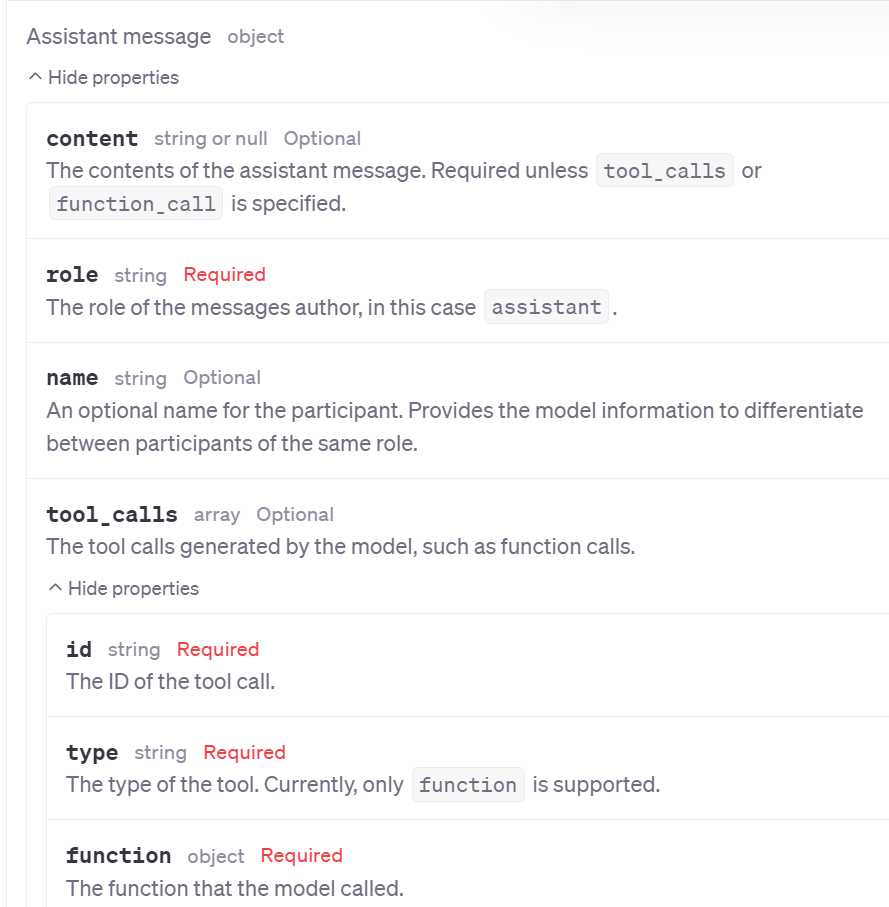 Assistant message object
Hide properties
content string or null Optional
The contents of the assistant message. Required unless tool_calls or
function_call is specified.
role string Required
The role of the messages author, in this case assistant.
name string Optional
An optional name for the participant. Provides the model information to differentiate
between participants of the same role.
tool_calls array Optional
The tool calls generated by the model, such as function calls.
Hide properties
id string Required
The ID of the tool call.
type string Required
The type of the tool. Currently, only function is supported.
function object Required
The function that the model called.